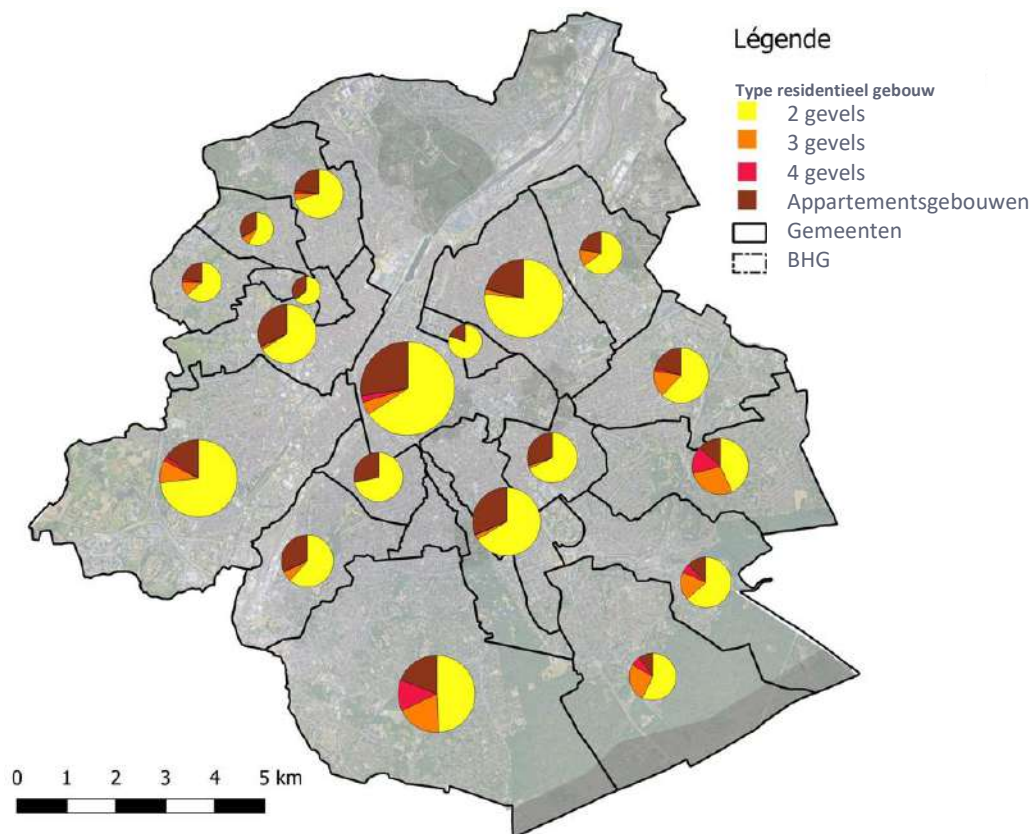 Légende
Type residentieel gebouw
2 gevels
3 gevels
4 gevels
Appartementsgebouwen
Gemeenten
BHG
0 1 2 3 4 5 km